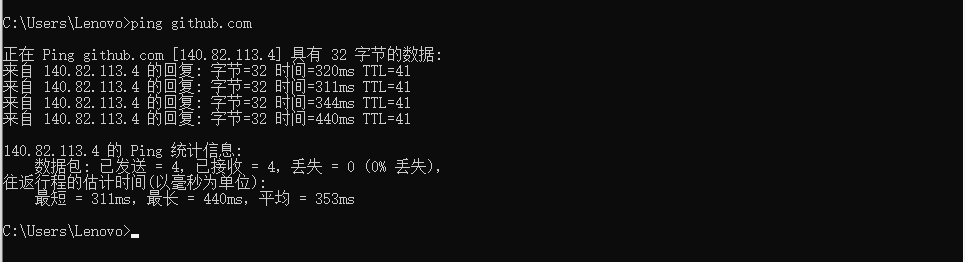 C:\Users\Lenovo>ping github.com
正在 Ping github.com [140.82.113.4] 具有 32 字节的数据:
来自 140.82.113.4 的回复: 字节=32 时间=320ms TTL=41
来自 140.82.113.4 的回复: 字节=32 时间=311ms TTL=41
来自 140.82.113.4 的回复: 字节=32 时间=344ms TTL=41
来自 140.82.113.4 的回复: 字节=32 时间=440ms TTL=41
140.82.113.4 的 Ping 统计信息:
数据包: 已发送 = 4, 已接收 = 4, 丢失 = 0 (0% 丢失),
往返行程的估计时间(以毫秒为单位):
最短 = 311ms, 最长 = 440ms, 平均 = 353ms
C:\Users\Lenovo>